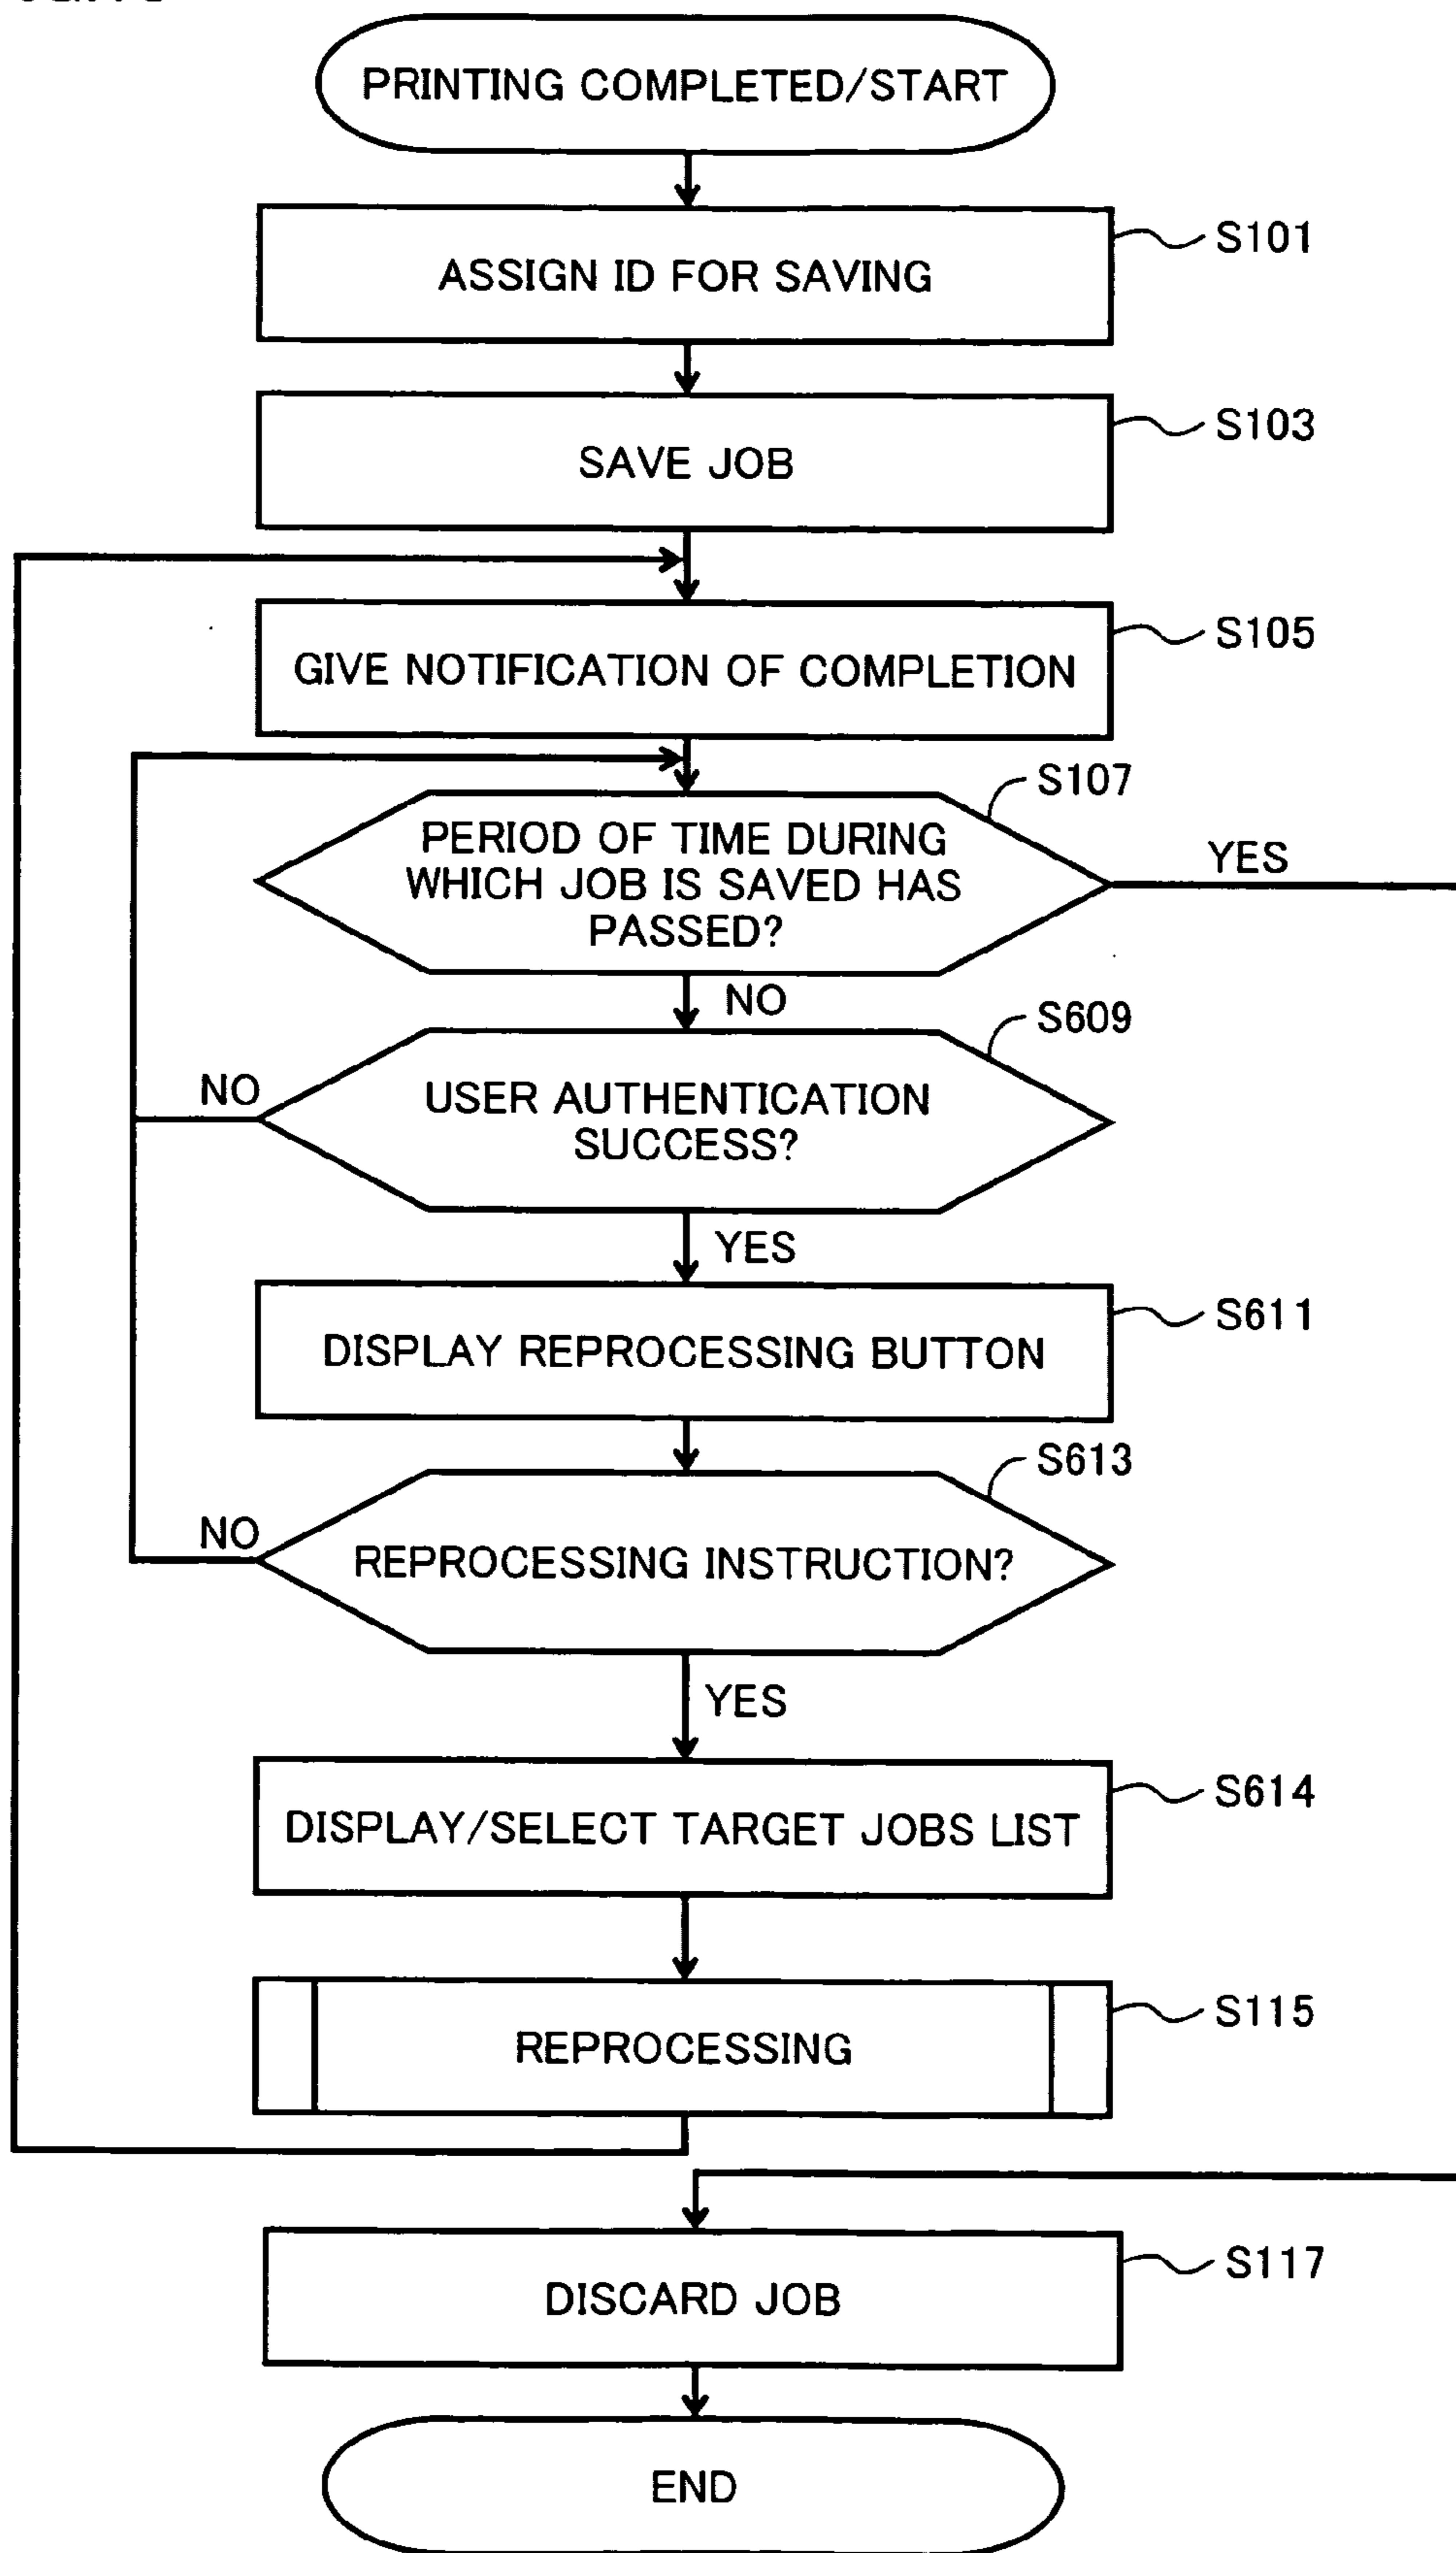 PRINTING COMPLETED/START
ASSIGN ID FOR SAVING
S101
SAVE JOB
S103
GIVE NOTIFICATION OF COMPLETION
S105
PERIOD OF TIME DURING
WHICH JOB IS SAVED HAS
PASSED?
S107
YES
NO
USER AUTHENTICATION
SUCCESS?
S609
NO
YES
DISPLAY REPROCESSING BUTTON
S611
REPROCESSING INSTRUCTION?
S613
NO
YES
DISPLAY/SELECT TARGET JOBS LIST
S614
REPROCESSING
S115
DISCARD JOB
S117
END